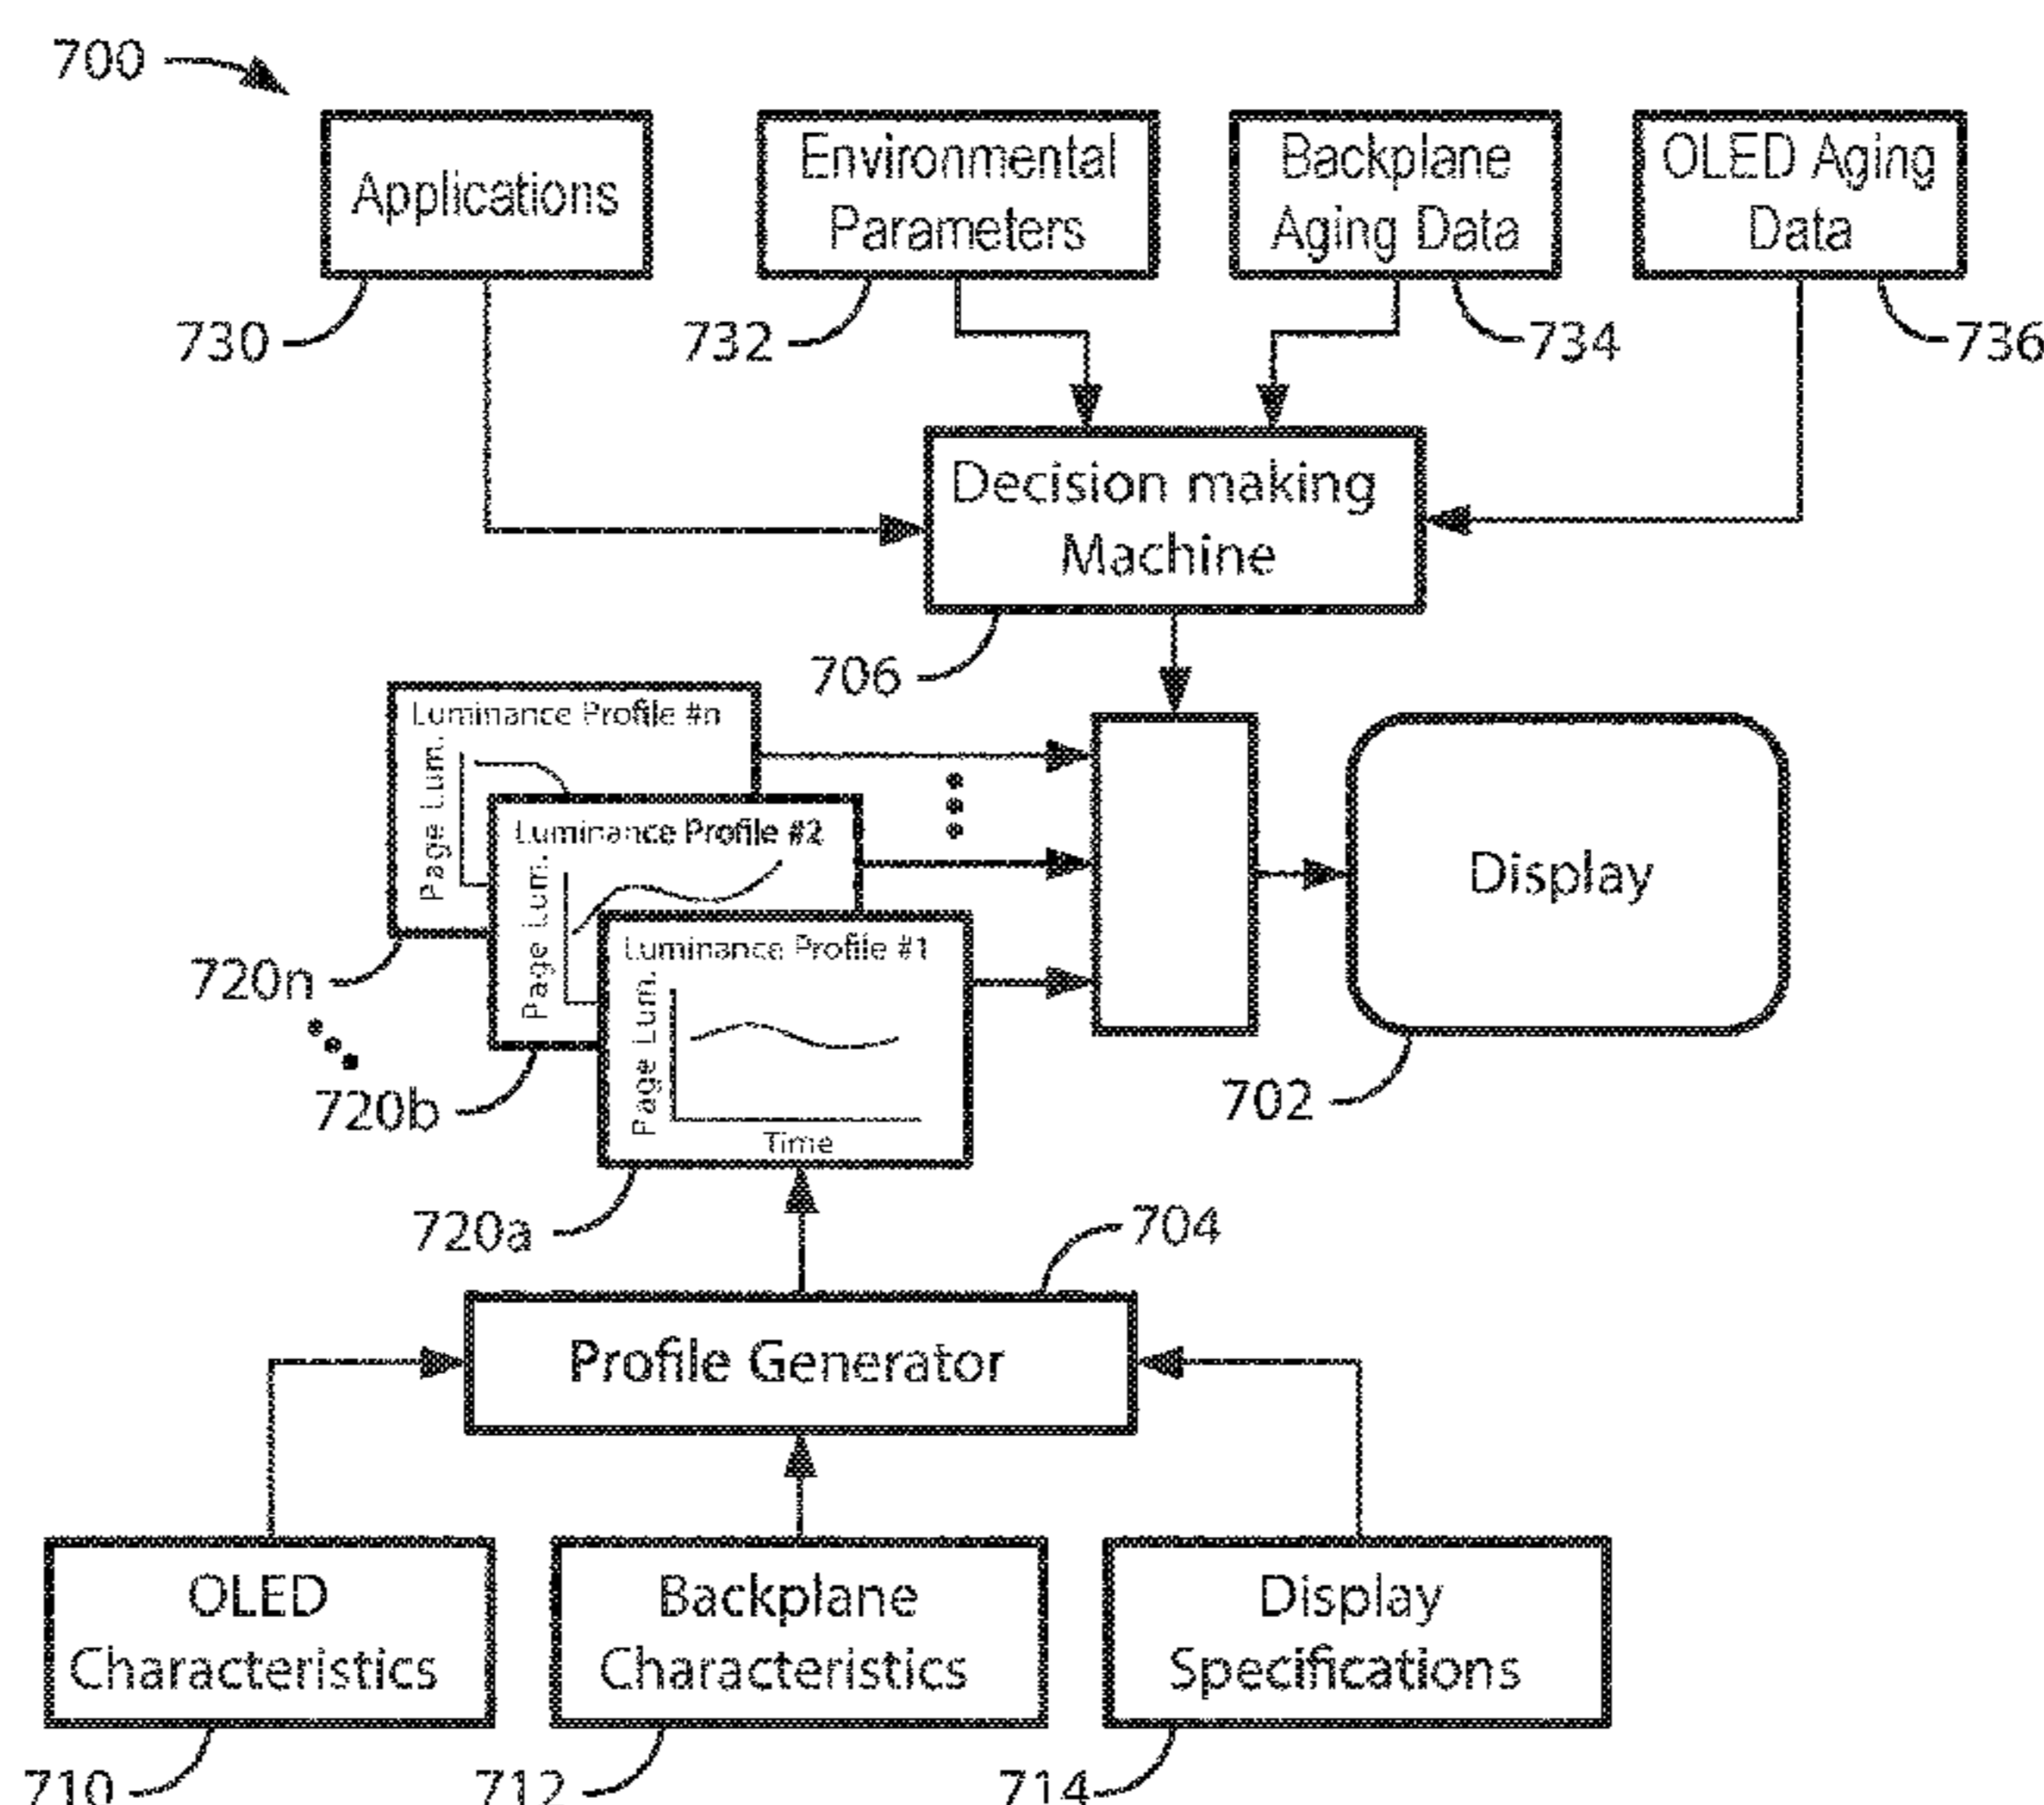 700
Applications
Environmental
Parameters
Backplane
Aging Data
OLED Aging
Data
730
732
734
736
Decision making
Machine
706
Luminance Profile #n
Page Lum.
Luminance Profile #2
Page Lum.
Luminance Profile #1
Page Lum.
Time
Display
720n
720b
720a
702
704
Profile Generator
OLED
Characteristics
Backplane
Characteristics
Display
Specifications
710
712
714